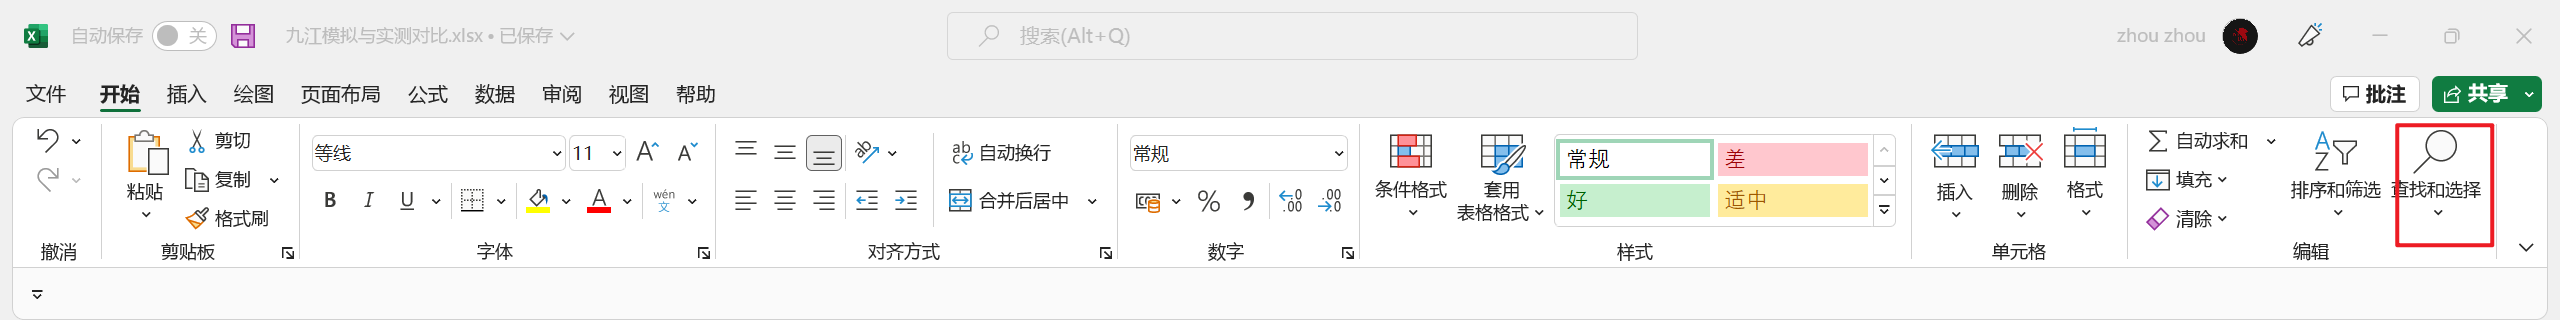 自动保存 关 九江模拟与实测对比.xlsx • 已保存 搜索(Alt+Q) zhou zhou
文件 开始 插入 绘图 页面布局 公式 数据 审阅 视图 帮助 批注 共享
剪切
复制
格式刷
粘贴
等线 11
B I U wén 文
自动换行
合并后居中
常规
% .00 .0
条件格式
套用
表格格式
常规 差
好 适中
插入 删除 格式
自动求和
填充
清除
排序和筛选
查找和选择
撤消 剪贴板 字体 对齐方式 数字 样式 单元格 编辑